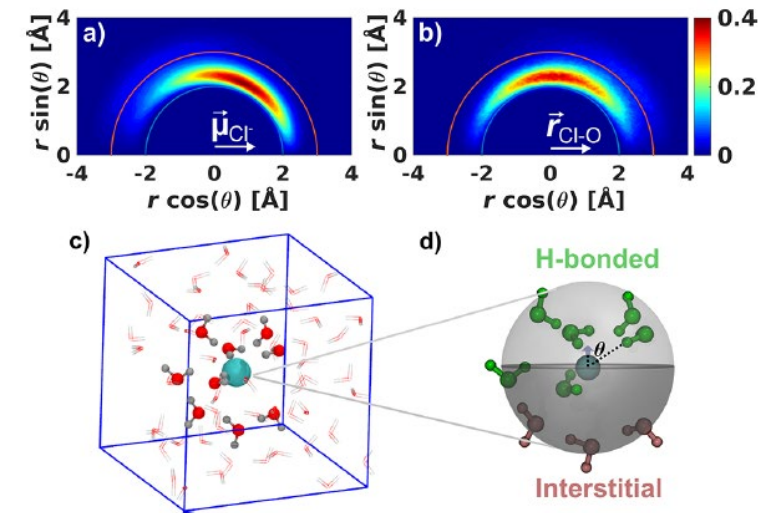 a)
b)
4
2
0
r sin(θ) [Å]
-4 -2 0 2 4
r cos(θ) [Å]
μ⃗Cl-
4
2
0
r sin(θ) [Å]
-4 -2 0 2 4
r cos(θ) [Å]
r⃗Cl-O
0.4
0.2
0
c)
d)
H-bonded
θ
Interstitial